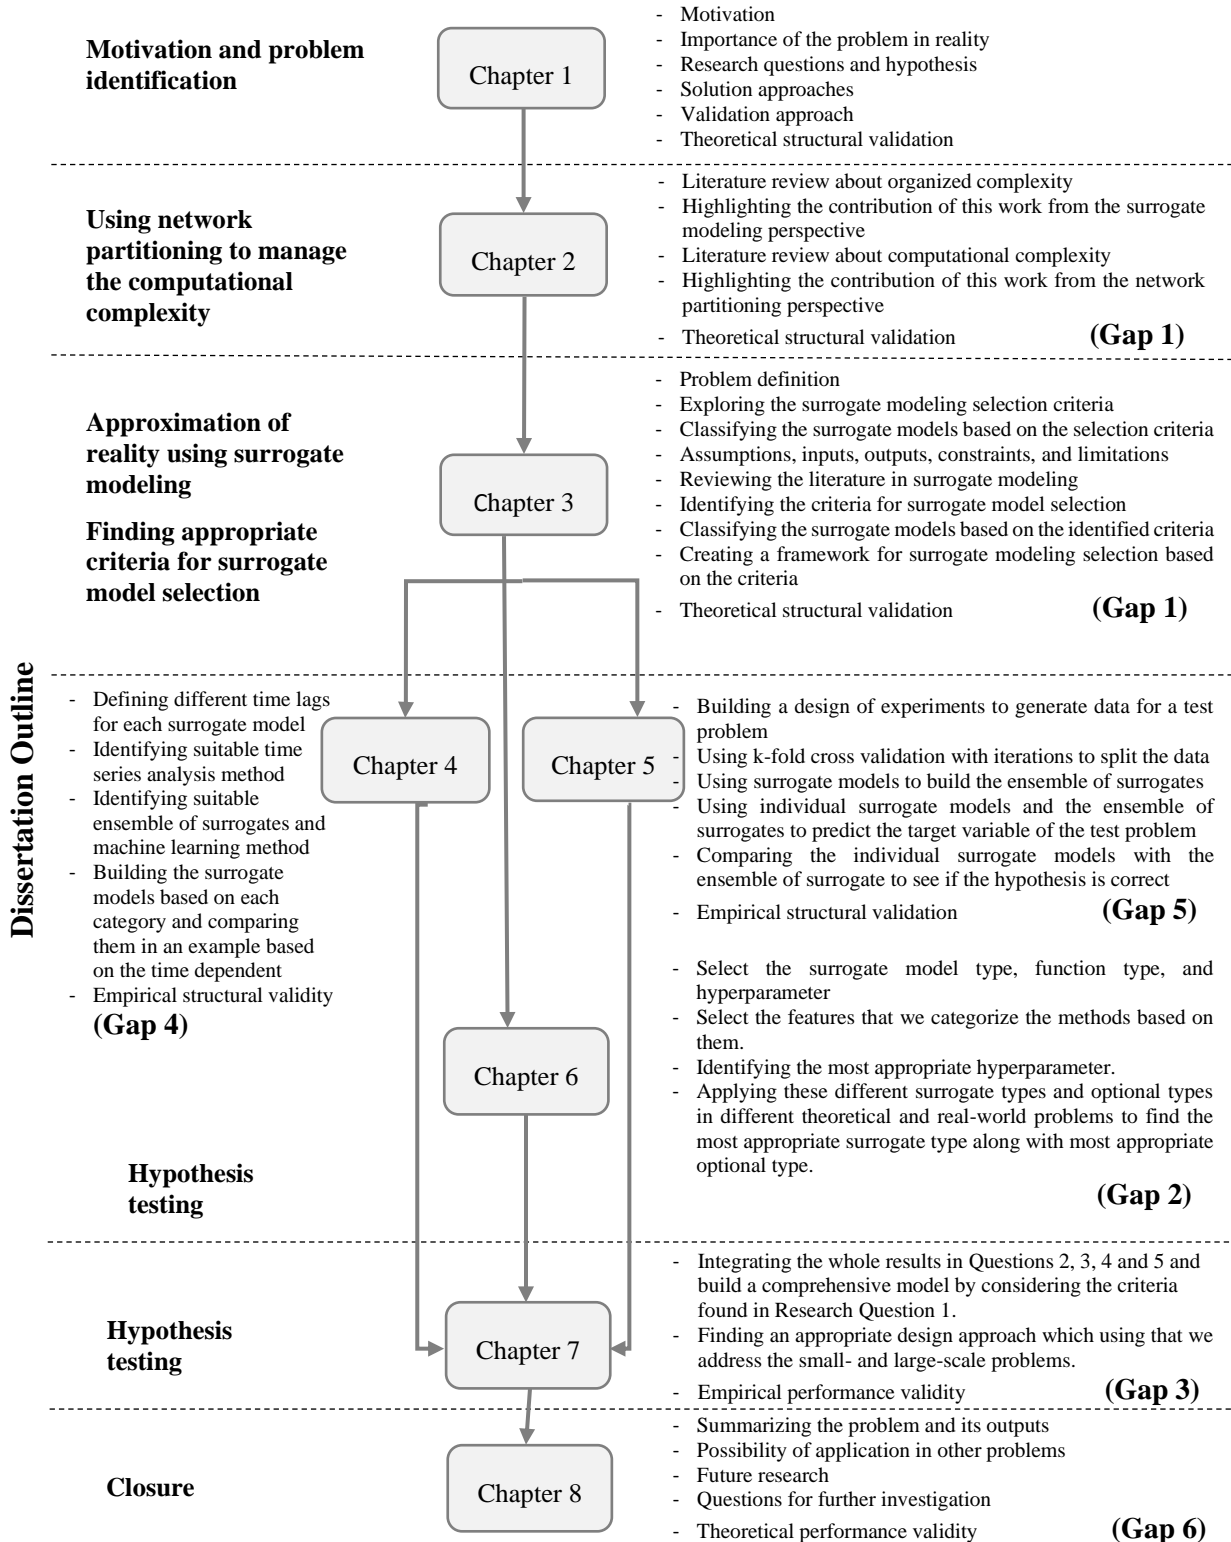 Dissertation Outline
Motivation and problem
identification
Chapter 1
- Motivation
- Importance of the problem in reality
- Research questions and hypothesis
- Solution approaches
- Validation approach
- Theoretical structural validation
Using network
partitioning to manage
the computational
complexity
Chapter 2
- Literature review about organized complexity
- Highlighting the contribution of this work from the surrogate
modeling perspective
- Literature review about computational complexity
- Highlighting the contribution of this work from the network
partitioning perspective
- Theoretical structural validation (Gap 1)
Approximation of
reality using surrogate
modeling
Finding appropriate
criteria for surrogate
model selection
Chapter 3
- Problem definition
- Exploring the surrogate modeling selection criteria
- Classifying the surrogate models based on the selection criteria
- Assumptions, inputs, outputs, constraints, and limitations
- Reviewing the literature in surrogate modeling
- Identifying the criteria for surrogate model selection
- Classifying the surrogate models based on the identified criteria
- Creating a framework for surrogate modeling selection based
on the criteria
- Theoretical structural validation (Gap 1)
- Defining different time lags
for each surrogate model
- Identifying suitable time
series analysis method
- Identifying suitable
ensemble of surrogates and
machine learning method
- Building the surrogate
models based on each
category and comparing
them in an example based
on the time dependent
- Empirical structural validity
(Gap 4)
Chapter 4
Chapter 5
- Building a design of experiments to generate data for a test
problem
- Using k-fold cross validation with iterations to split the data
- Using surrogate models to build the ensemble of surrogates
- Using individual surrogate models and the ensemble of
surrogates to predict the target variable of the test problem
- Comparing the individual surrogate models with the
ensemble of surrogate to see if the hypothesis is correct
- Empirical structural validation (Gap 5)
Hypothesis
testing
Chapter 6
- Select the surrogate model type, function type, and
hyperparameter
- Select the features that we categorize the methods based on
them.
- Identifying the most appropriate hyperparameter.
- Applying these different surrogate types and optional types
in different theoretical and real-world problems to find the
most appropriate surrogate type along with most appropriate
optional type.
(Gap 2)
Hypothesis
testing
Chapter 7
- Integrating the whole results in Questions 2, 3, 4 and 5 and
build a comprehensive model by considering the criteria
found in Research Question 1.
- Finding an appropriate design approach which using that we
address the small- and large-scale problems.
- Empirical performance validity (Gap 3)
Closure
Chapter 8
- Summarizing the problem and its outputs
- Possibility of application in other problems
- Future research
- Questions for further investigation
- Theoretical performance validity (Gap 6)